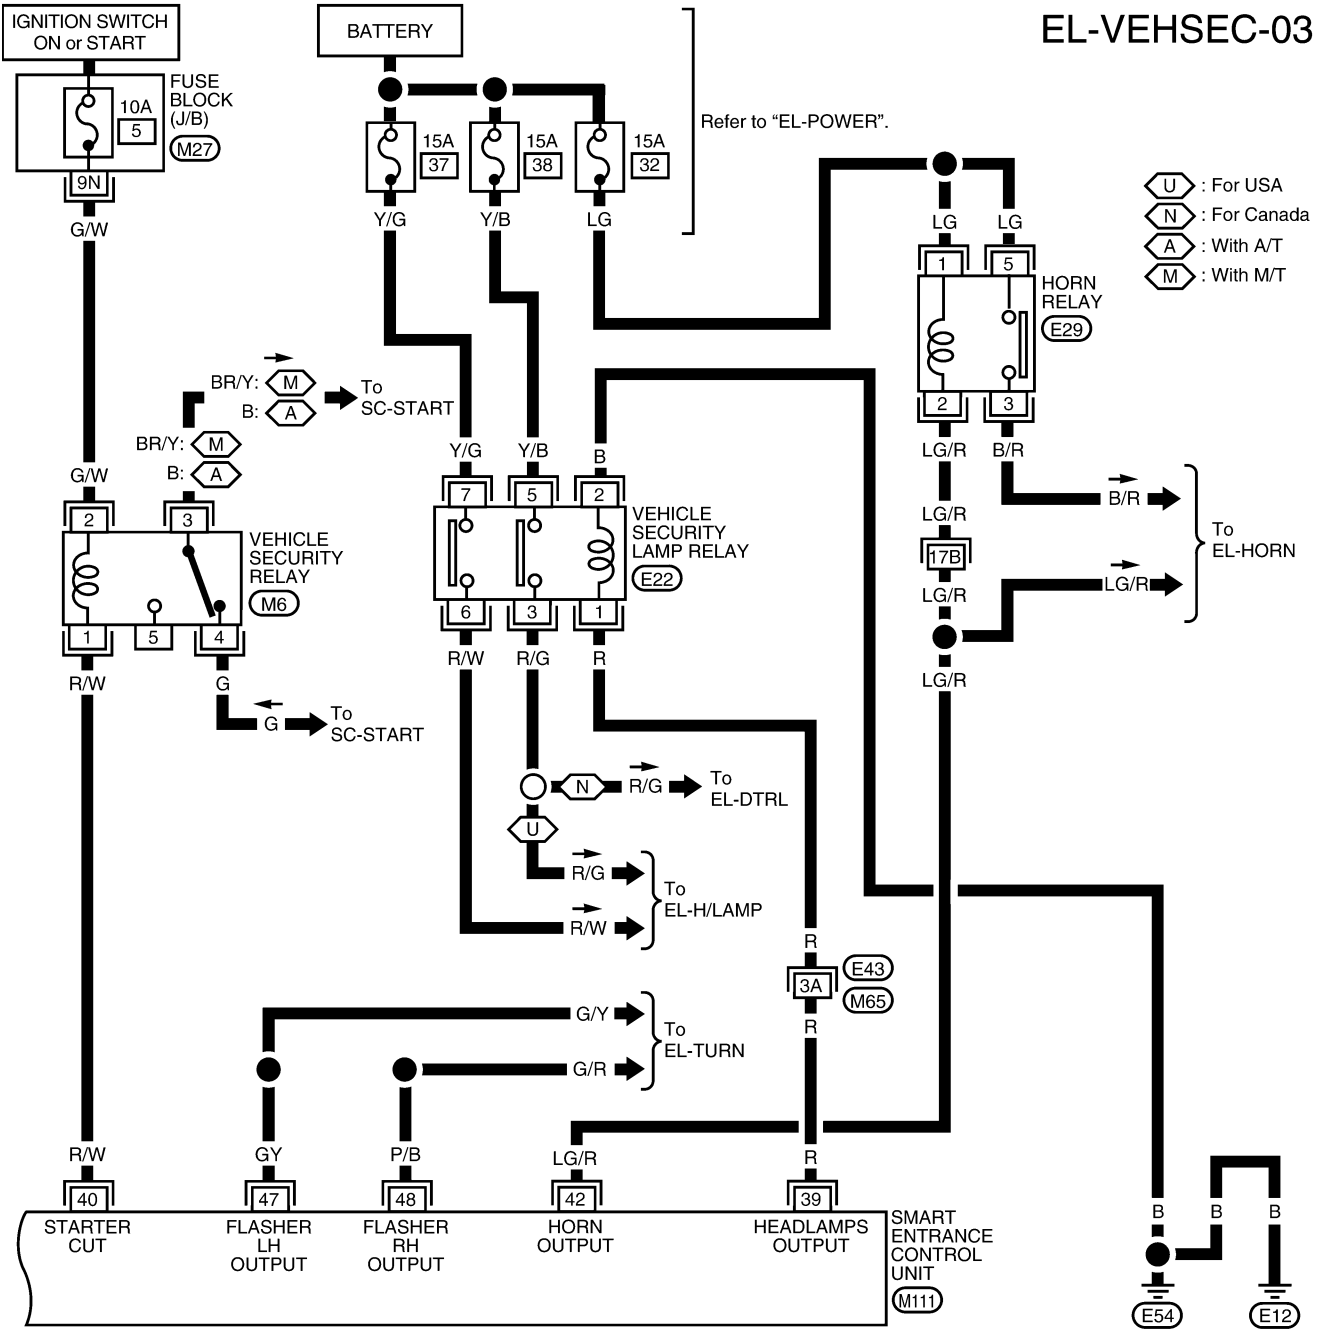 IGNITION SWITCH
ON or START
BATTERY
EL-VEHSEC-03
FUSE
BLOCK
(J/B)
M27
10A
5
9N
G/W
15A
37
15A
38
15A
32
Refer to “EL-POWER”.
Y/G
Y/B
LG
LG
LG
U : For USA
N : For Canada
A : With A/T
M : With M/T
1
5
HORN
RELAY
E29
2
3
LG/R
B/R
BR/Y: M
B: A
To
SC-START
BR/Y: M
B: A
G/W
Y/G
Y/B
B
2
3
VEHICLE
SECURITY
RELAY
M6
1
5
4
R/W
G
G
To
SC-START
7
5
2
VEHICLE
SECURITY
LAMP RELAY
E22
6
3
1
R/W
R/G
R
LG/R
17B
LG/R
LG/R
B/R
LG/R
To
EL-HORN
N
R/G
To
EL-DTRL
U
R/G
R/W
To
EL-H/LAMP
R
3A
E43
M65
R
G/Y
G/R
To
EL-TURN
R/W
GY
P/B
LG/R
R
40
47
48
42
39
STARTER
CUT
FLASHER
LH
OUTPUT
FLASHER
RH
OUTPUT
HORN
OUTPUT
HEADLAMPS
OUTPUT
SMART
ENTRANCE
CONTROL
UNIT
M111
B
B
B
E54
E12